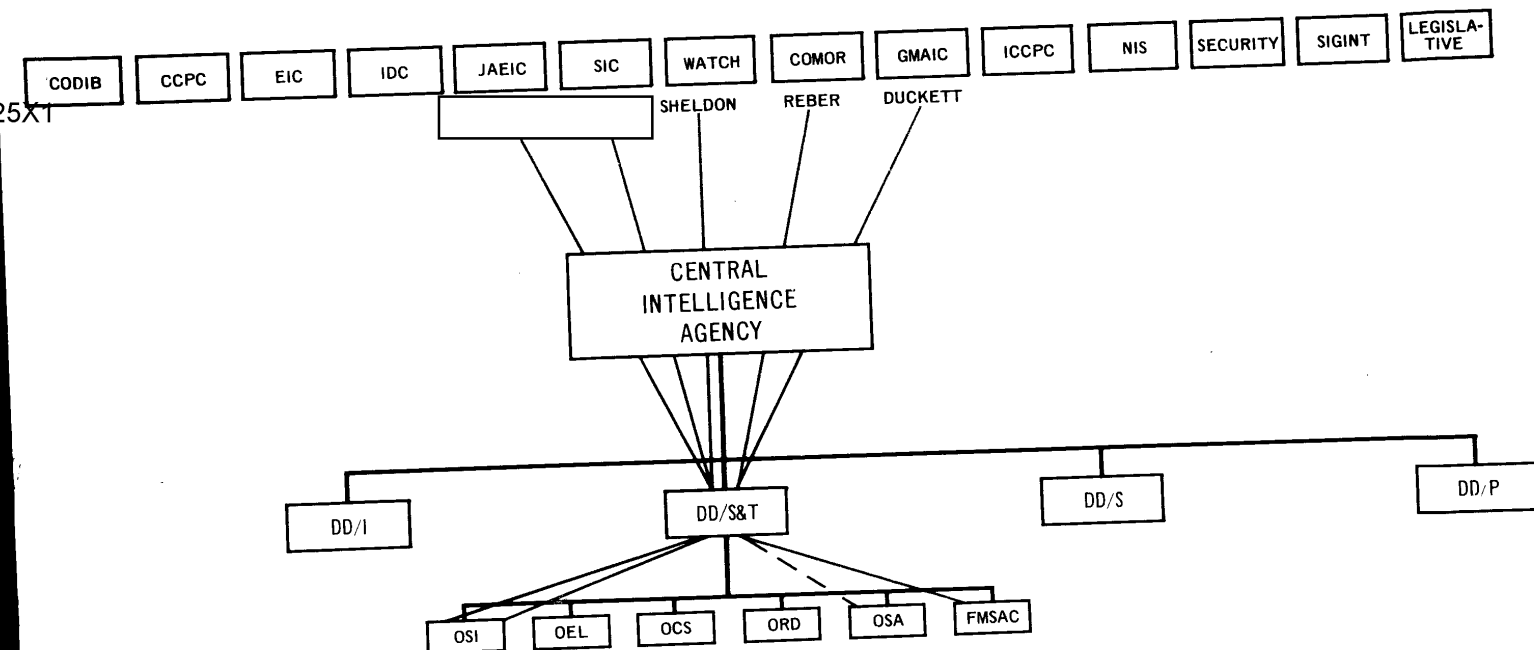 CODIB
CCPC
EIC
IDC
JAEIC
SIC
WATCH
COMOR
GMAIC
ICCPC
NIS
SECURITY
SIGINT
LEGISLA-
TIVE
25X1
SHELDON
REBER
DUCKETT
CENTRAL
INTELLIGENCE
AGENCY
DD/I
DD/S&T
DD/S
DD/P
OSI
OEL
OCS
ORD
OSA
FMSAC